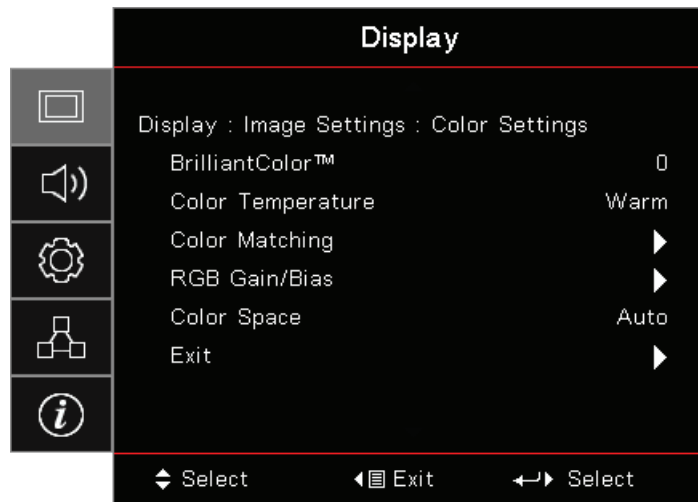 Display
Display : Image Settings : Color Settings
BrilliantColor™ 0
Color Temperature Warm
Color Matching
RGB Gain/Bias
Color Space Auto
Exit
Select Exit Select